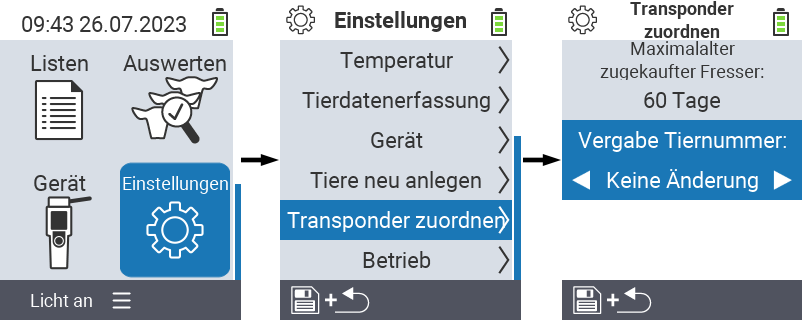 09:43 26.07.2023
Listen
Auswerten
Gerät
Einstellungen
Licht an
Einstellungen
Temperatur
Tierdatenerfassung
Gerät
Tiere neu anlegen
Transponder zuordnen
Betrieb
Transponder
zuordnen
Maximalalter
zugekaufter Fresser:
60 Tage
Vergabe Tiernummer:
Keine Änderung